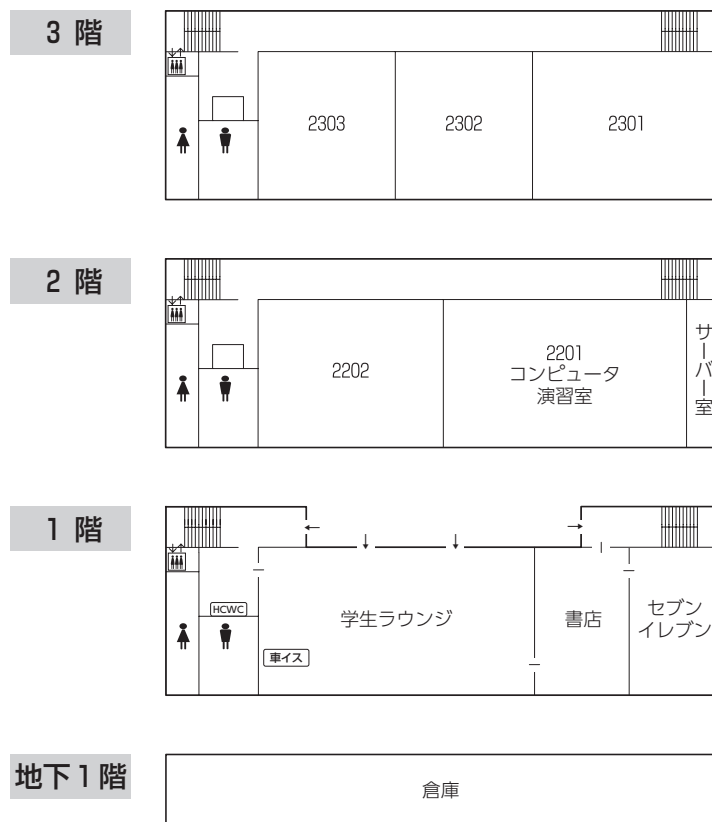 3 階
2303
2302
2301
2 階
2202
2201
コンピュータ
演習室
サーバー室
1 階
HCWC
車イス
学生ラウンジ
書店
セブン
イレブン
地下1階
倉庫